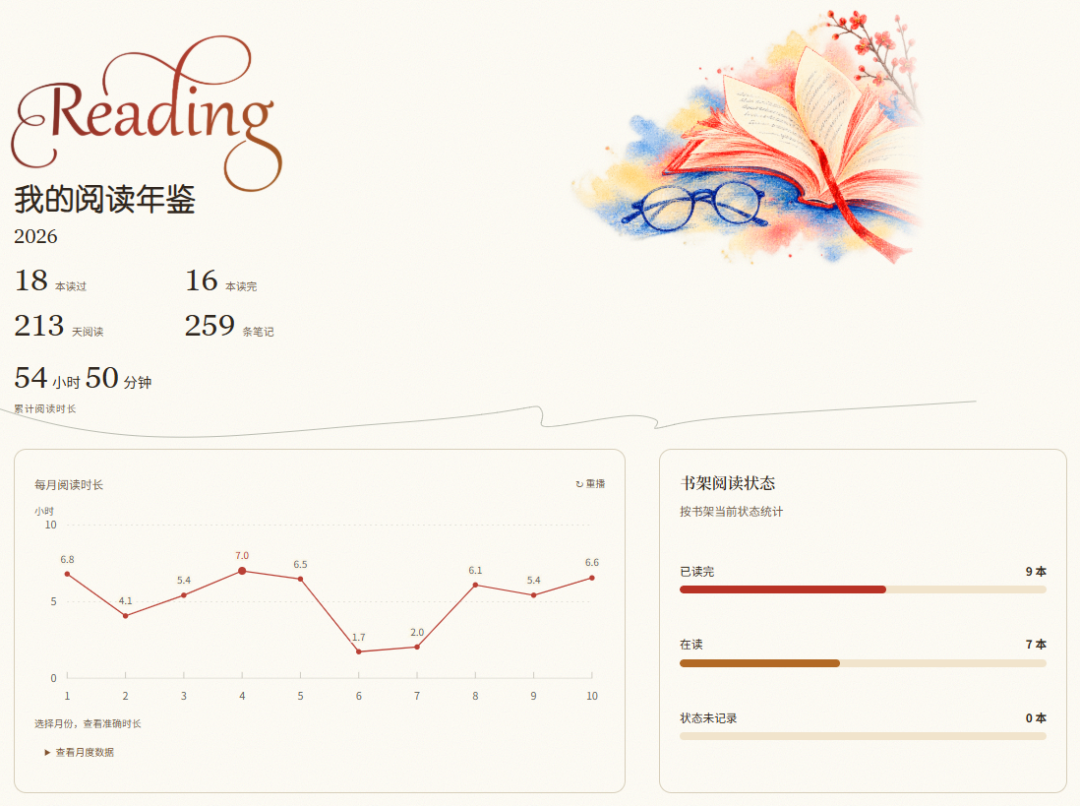 Reading
我的阅读年鉴
2026
18 本读过 16 本读完
213 天阅读 259 条笔记
54 小时 50 分钟
累计阅读时长
每月阅读时长 ↻ 重播
小时
10
5
0
6.8 4.1 5.4 7.0 6.5 1.7 2.0 6.1 5.4 6.6
1 2 3 4 5 6 7 8 9 10
选择月份，查看准确时长
▶ 查看月度数据
书架阅读状态
按书架当前状态统计
已读完 9 本
在读 7 本
状态未记录 0 本